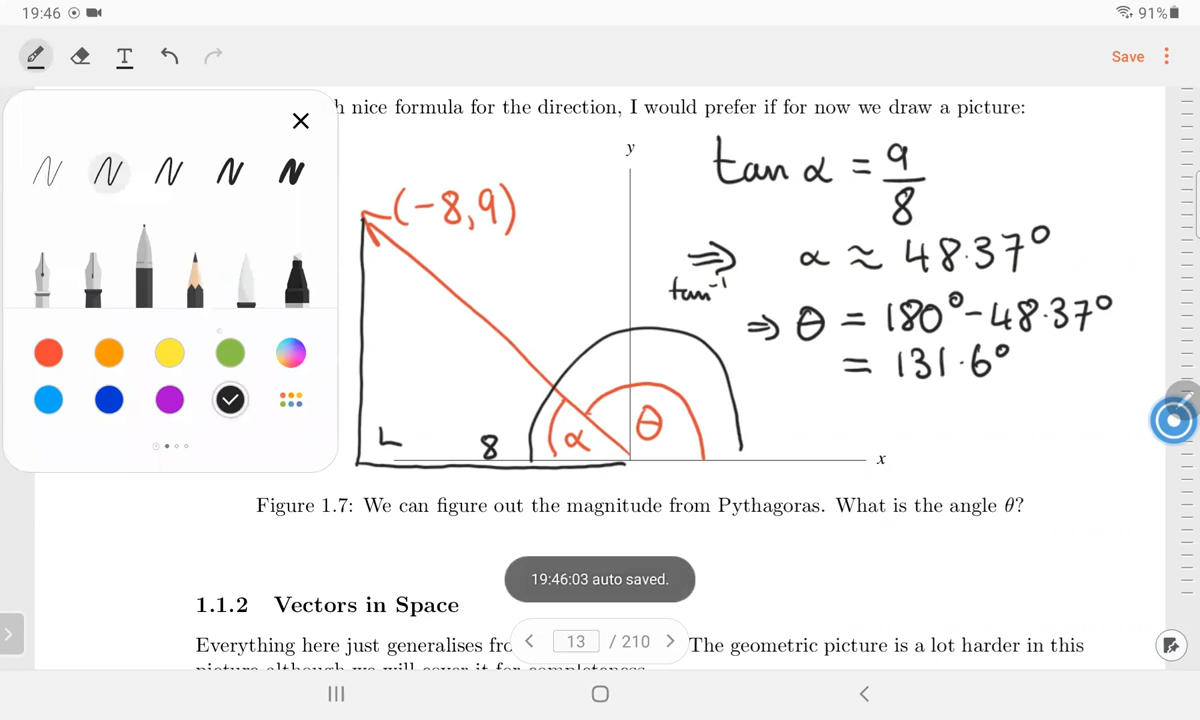 19:46
91%
T
Save
h nice formula for the direction, I would prefer if for now we draw a picture:
y
tan α = 9/8
(-8,9)
⇒ α ≈ 48.37°
tan⁻¹
⇒ θ = 180° - 48.37°
= 131.6°
8
α
θ
x
Figure 1.7: We can figure out the magnitude from Pythagoras. What is the angle θ?
19:46:03 auto saved.
1.1.2 Vectors in Space
13 / 210
Everything here just generalises fro The geometric picture is a lot harder in this